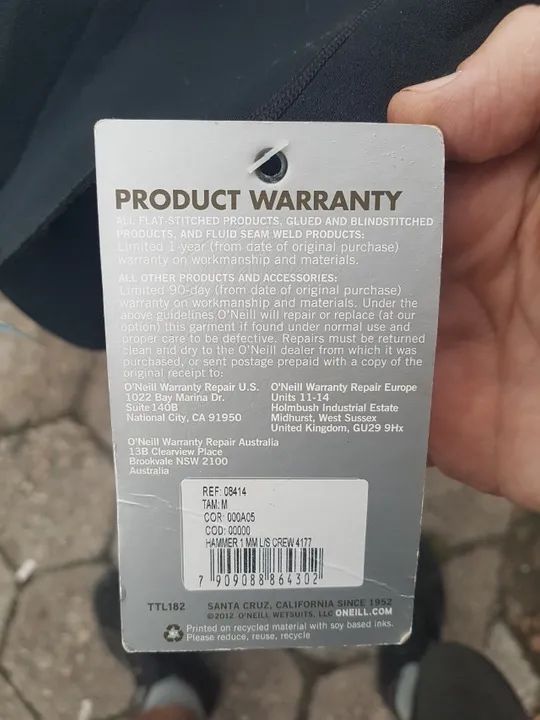 PRODUCT WARRANTY
ALL FLAT-STITCHED PRODUCTS, GLUED AND BLINDSTITCHED
PRODUCTS, AND FLUID SEAM WELD PRODUCTS:
Limited 1-year (from date of original purchase)
warranty on workmanship and materials.
ALL OTHER PRODUCTS AND ACCESSORIES:
Limited 90-day (from date of original purchase)
warranty on workmanship and materials. Under the
above guidelines O'Neill will repair or replace (at our
option) this garment if found under normal use and
proper care to be defective. Repairs must be returned
clean and dry to the O'Neill dealer from which it was
purchased, or sent postage prepaid with a copy of the
original receipt to:
O'Neill Warranty Repair U.S.
1022 Bay Marina Dr.
Suite 140B
National City, CA 91950
O'Neill Warranty Repair Europe
Units 11-14
Holmbush Industrial Estate
Midhurst, West Sussex
United Kingdom, GU29 9Hx
O'Neill Warranty Repair Australia
13B Clearview Place
Brookvale NSW 2100
Australia
REF: 08414
TAM: M
COR: 000A05
COD: 00000
HAMMER 1 MM L/S CREW 4177
7 909088 864302
TTL182
SANTA CRUZ, CALIFORNIA SINCE 1952
©2012 O'NEILL WETSUITS, LLC ONEILL.COM
Printed on recycled material with soy based inks.
Please reduce, reuse, recycle